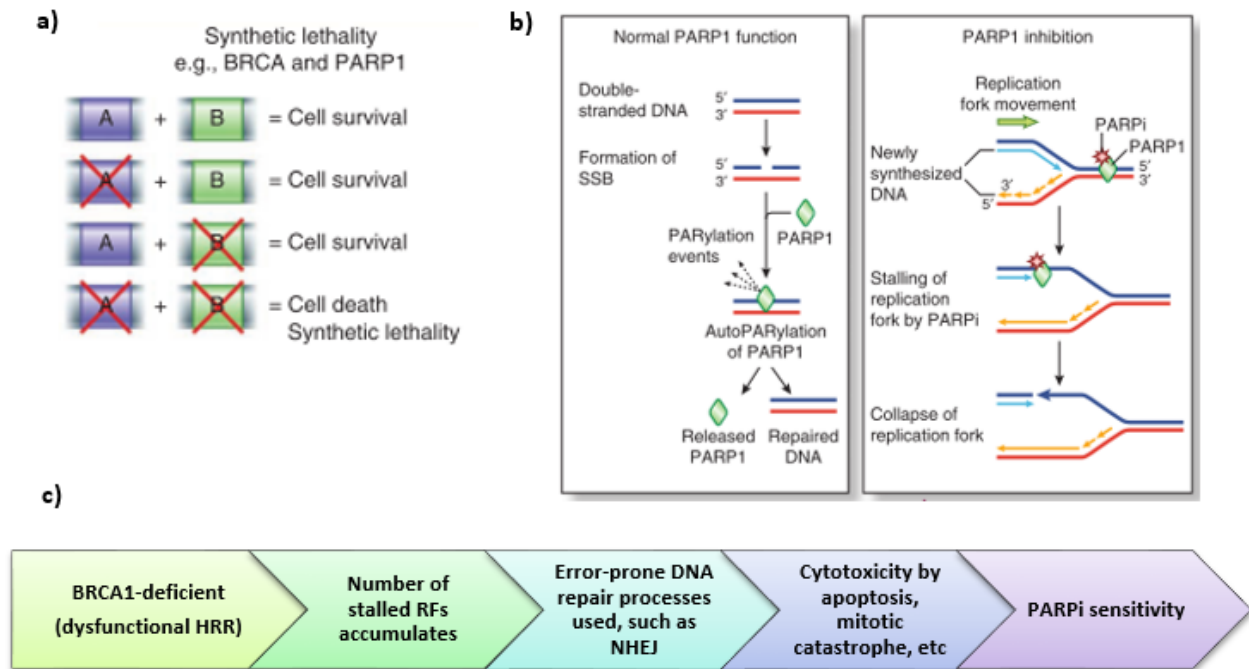 a)
Synthetic lethality
e.g., BRCA and PARP1
A + B = Cell survival
A + B = Cell survival
A + B = Cell survival
A + B = Cell death
Synthetic lethality
b)
Normal PARP1 function
Double-
stranded DNA
5′
3′
Formation of
SSB
5′
3′
PARP1
PARylation
events
AutoPARylation
of PARP1
Released
PARP1
Repaired
DNA
PARP1 inhibition
Replication
fork movement
PARPi
PARP1
Newly
synthesized
DNA
5′
3′
3′
5′
Stalling of
replication
fork by PARPi
Collapse of
replication fork
c)
BRCA1-deficient
(dysfunctional HRR)
Number of
stalled RFs
accumulates
Error-prone DNA
repair processes
used, such as
NHEJ
Cytotoxicity by
apoptosis,
mitotic
catastrophe, etc
PARPi sensitivity